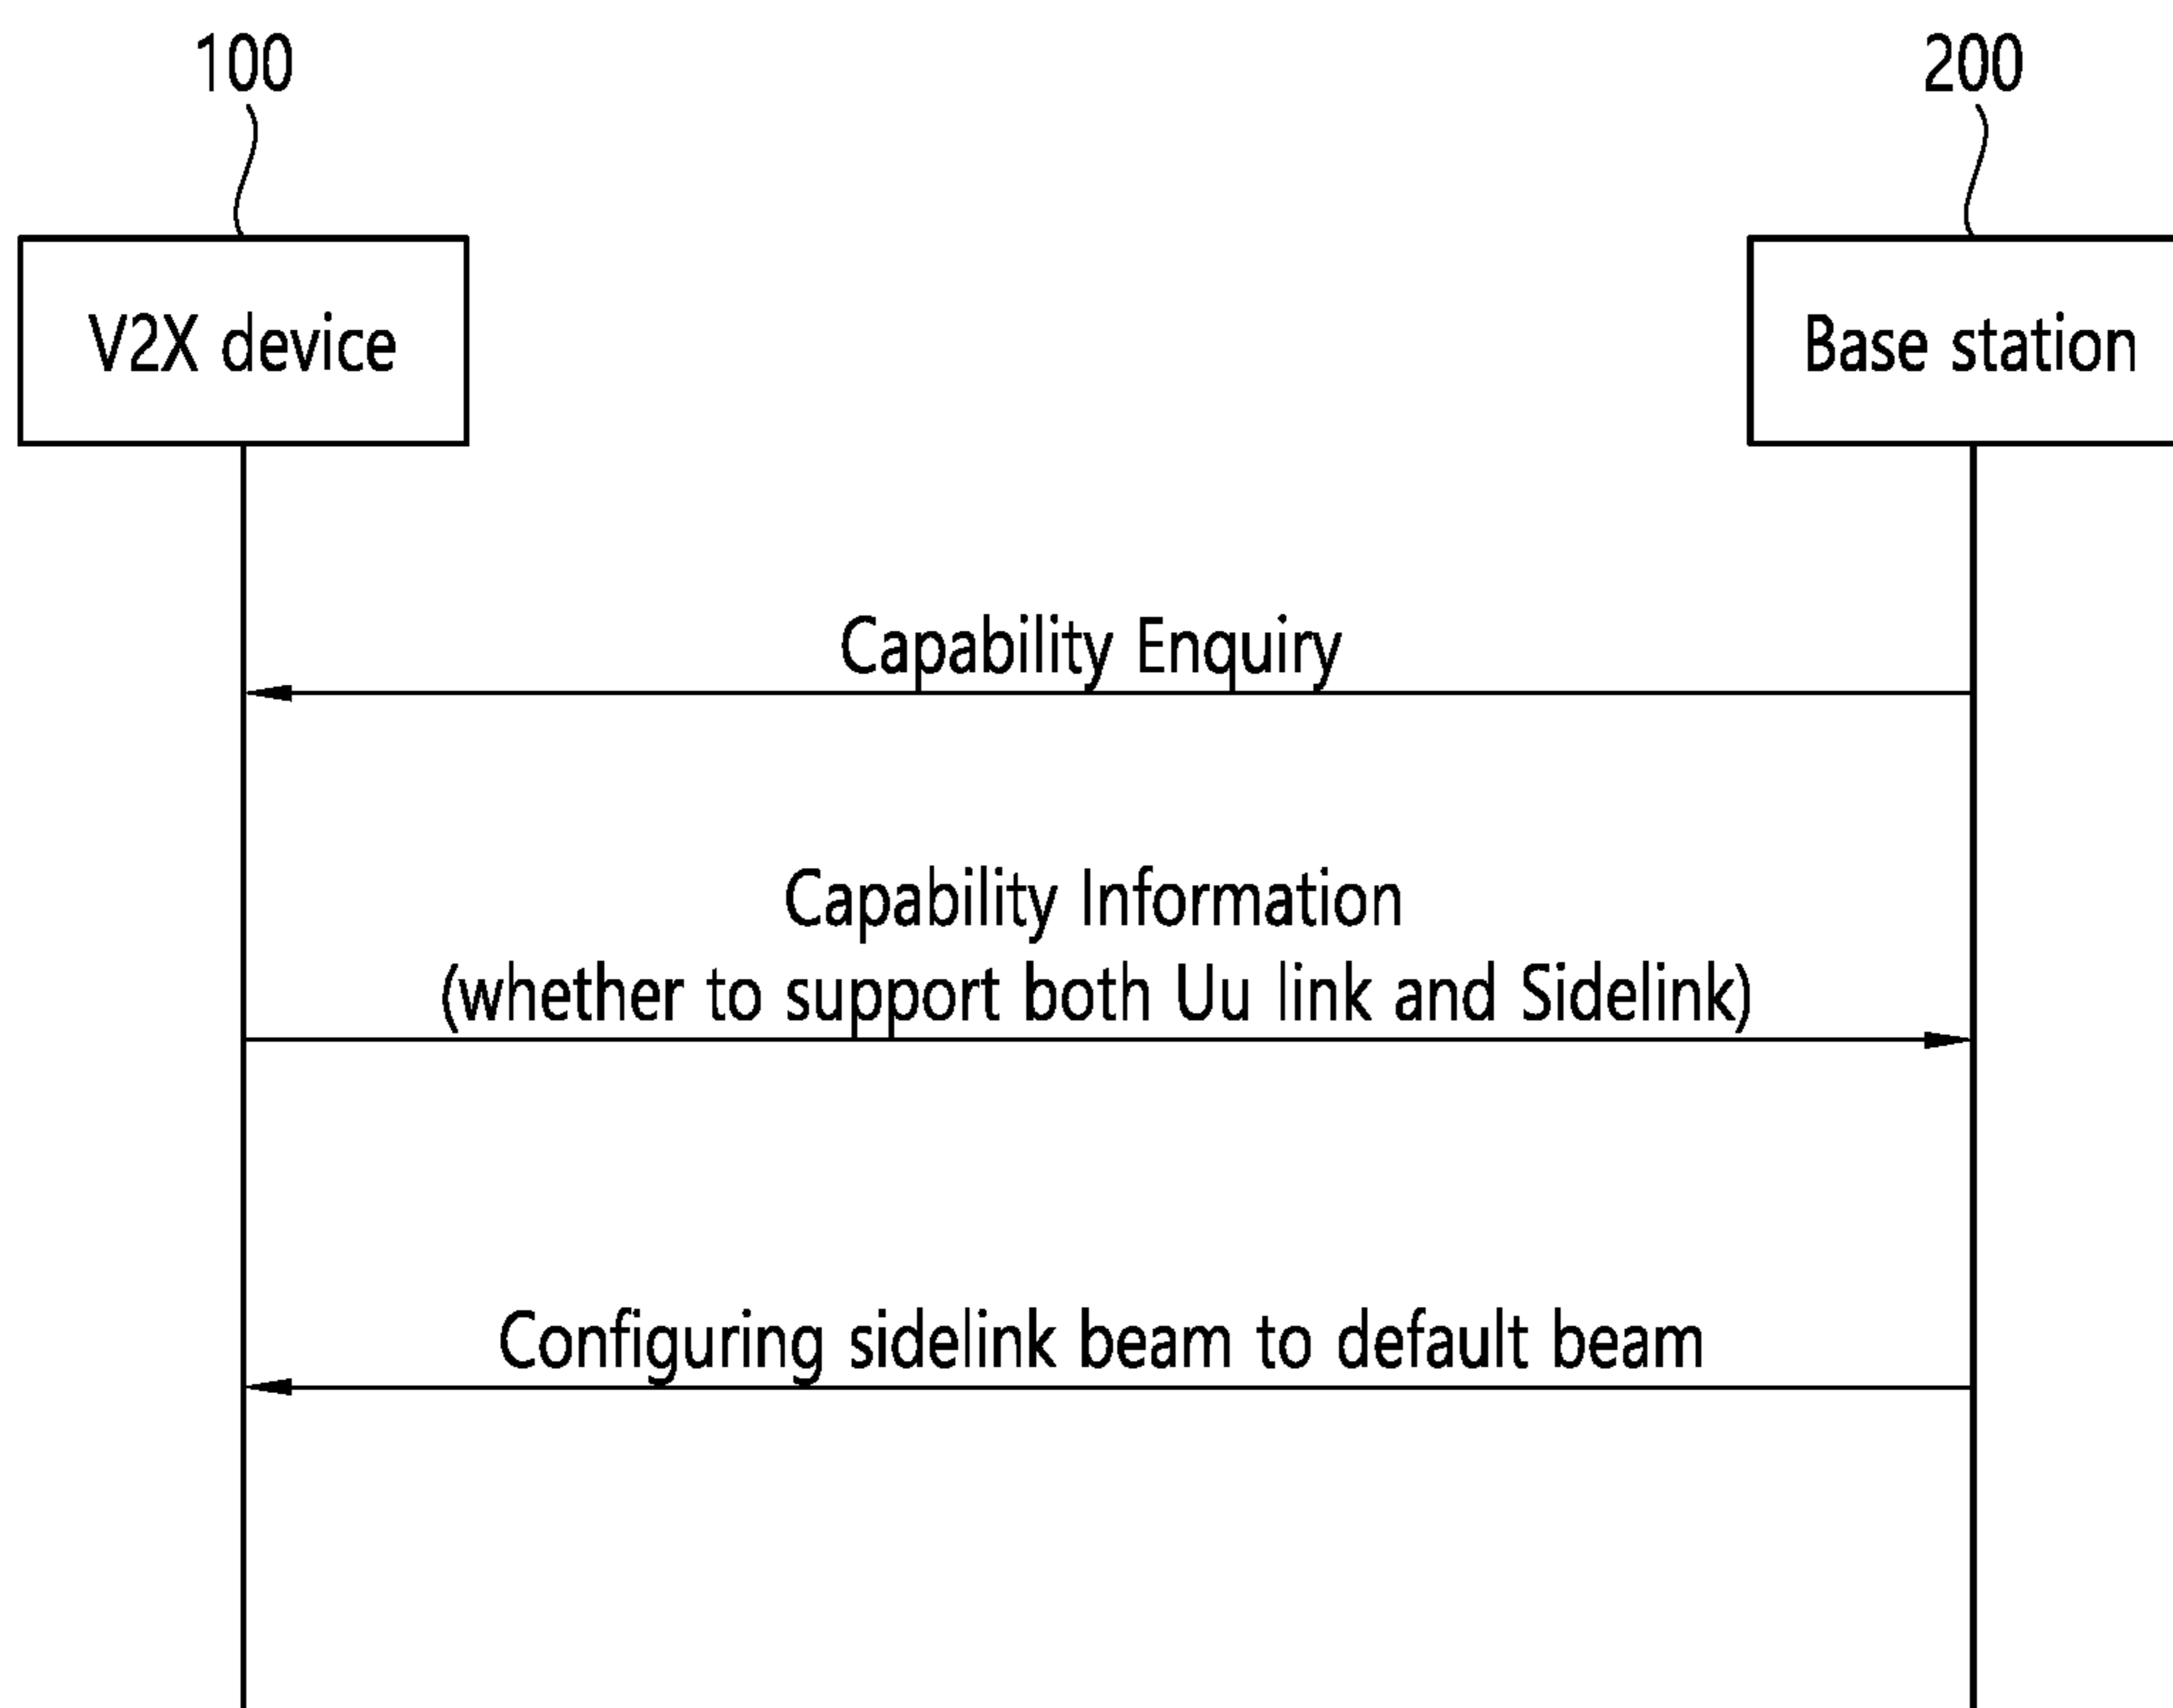 100
200
V2X device
Base station
Capability Enquiry
Capability Information
(whether to support both Uu link and Sidelink)
Configuring sidelink beam to default beam